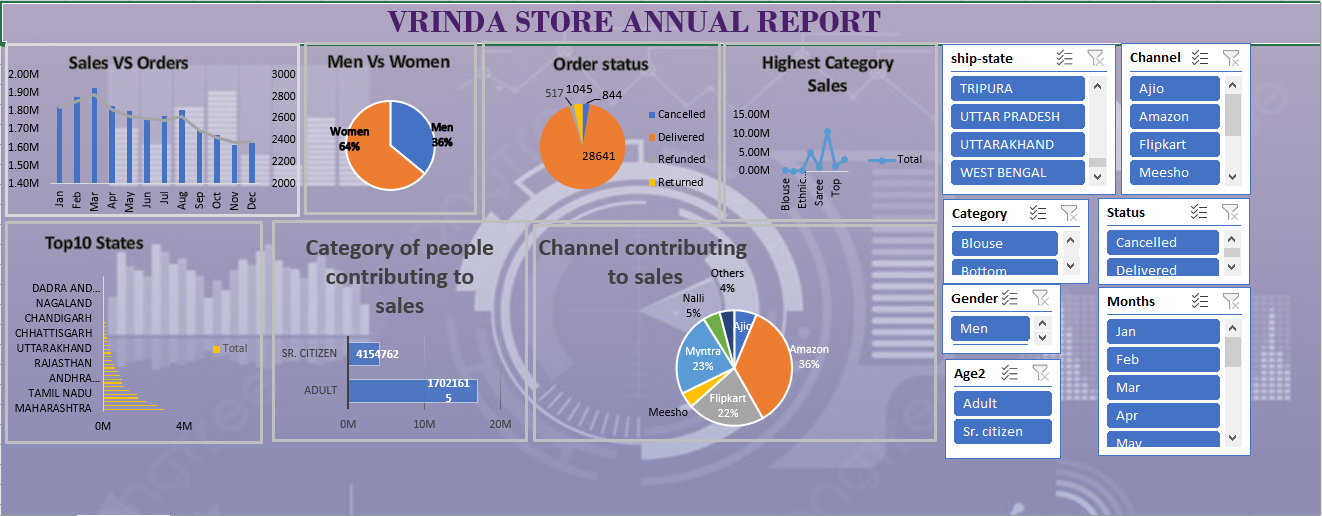 VRINDA STORE ANNUAL REPORT
Sales VS Orders
2.00M
1.90M
1.80M
1.70M
1.60M
1.50M
1.40M
3000
2800
2600
2400
2200
2000
Jan
Feb
Mar
Apr
May
Jun
Jul
Aug
Sep
Oct
Nov
Dec
Men Vs Women
Women
64%
Men
36%
Order status
517
1045
844
28641
Cancelled
Delivered
Refunded
Returned
Highest Category
Sales
15.00M
10.00M
5.00M
0.00M
Blouse
Ethnic...
Saree
Top
Total
ship-state
TRIPURA
UTTAR PRADESH
UTTARAKHAND
WEST BENGAL
Channel
Ajio
Amazon
Flipkart
Meesho
Top10 States
DADRA AND...
NAGALAND
CHANDIGARH
CHHATTISGARH
UTTARAKHAND
RAJASTHAN
ANDHRA...
TAMIL NADU
MAHARASHTRA
0M
4M
Total
Category of people
contributing to
sales
SR. CITIZEN
4154762
ADULT
1702161
5
0M
10M
20M
Channel contributing
to sales
Others
4%
Nalli
5%
Ajio
Myntra
23%
Amazon
36%
Flipkart
22%
Meesho
Category
Blouse
Bottom
Status
Cancelled
Delivered
Gender
Men
Months
Jan
Feb
Mar
Apr
May
Age2
Adult
Sr. citizen